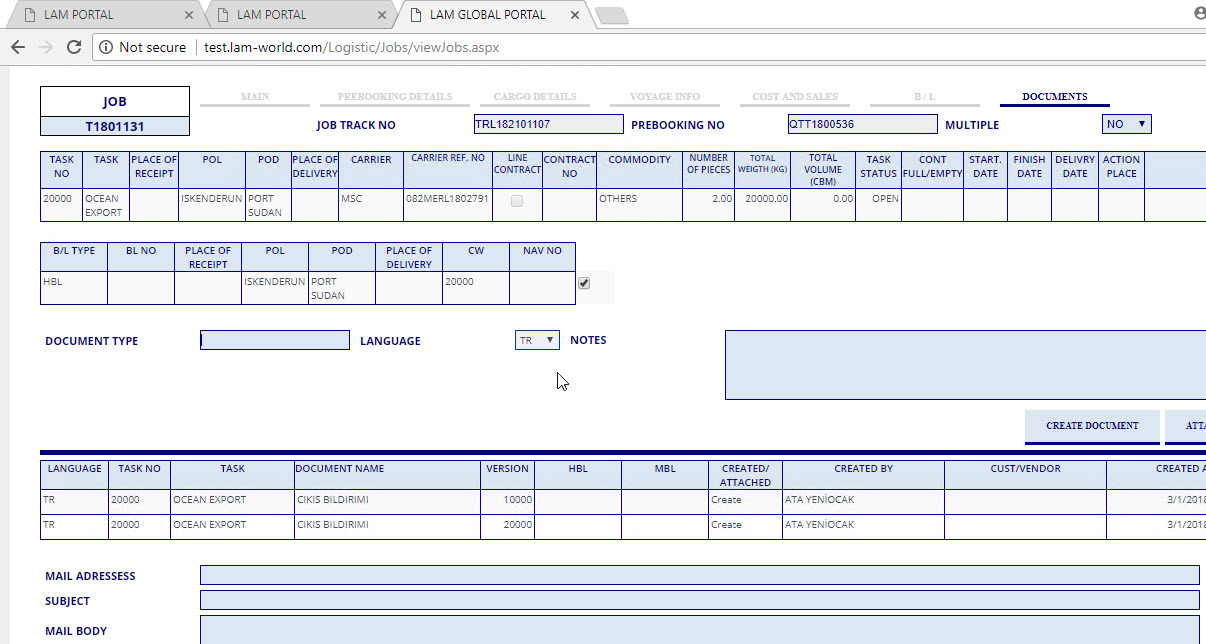 LAM PORTAL
LAM PORTAL
LAM GLOBAL PORTAL
Not secure
test.lam-world.com/Logistic/Jobs/viewJobs.aspx
JOB
T1801131
MAIN
PREBOOKING DETAILS
CARGO DETAILS
VOYAGE INFO
COST AND SALES
B / L
DOCUMENTS
JOB TRACK NO
TRL182101107
PREBOOKING NO
QTT1800536
MULTIPLE
NO
TASK NO
TASK
PLACE OF RECEIPT
POL
POD
PLACE OF DELIVERY
CARRIER
CARRIER REF. NO
LINE CONTRACT
CONTRACT NO
COMMODITY
NUMBER OF PIECES
TOTAL WEIGTH (KG)
TOTAL VOLUME (CBM)
TASK STATUS
CONT FULL/EMPTY
START. DATE
FINISH DATE
DELIVRY DATE
ACTION PLACE
20000
OCEAN EXPORT
ISKENDERUN
PORT SUDAN
MSC
082MERL1802791
OTHERS
2.00
20000.00
0.00
OPEN
B/L TYPE
BL NO
PLACE OF RECEIPT
POL
POD
PLACE OF DELIVERY
CW
NAV NO
HBL
ISKENDERUN
PORT SUDAN
20000
DOCUMENT TYPE
LANGUAGE
TR
NOTES
CREATE DOCUMENT
ATTA
LANGUAGE
TASK NO
TASK
DOCUMENT NAME
VERSION
HBL
MBL
CREATED/ ATTACHED
CREATED BY
CUST/VENDOR
CREATED A
TR
20000
OCEAN EXPORT
CIKIS BILDIRIMI
10000
Create
ATA YENİOCAK
3/1/2018
TR
20000
OCEAN EXPORT
CIKIS BILDIRIMI
20000
Create
ATA YENİOCAK
3/1/2018
MAIL ADRESSESS
SUBJECT
MAIL BODY